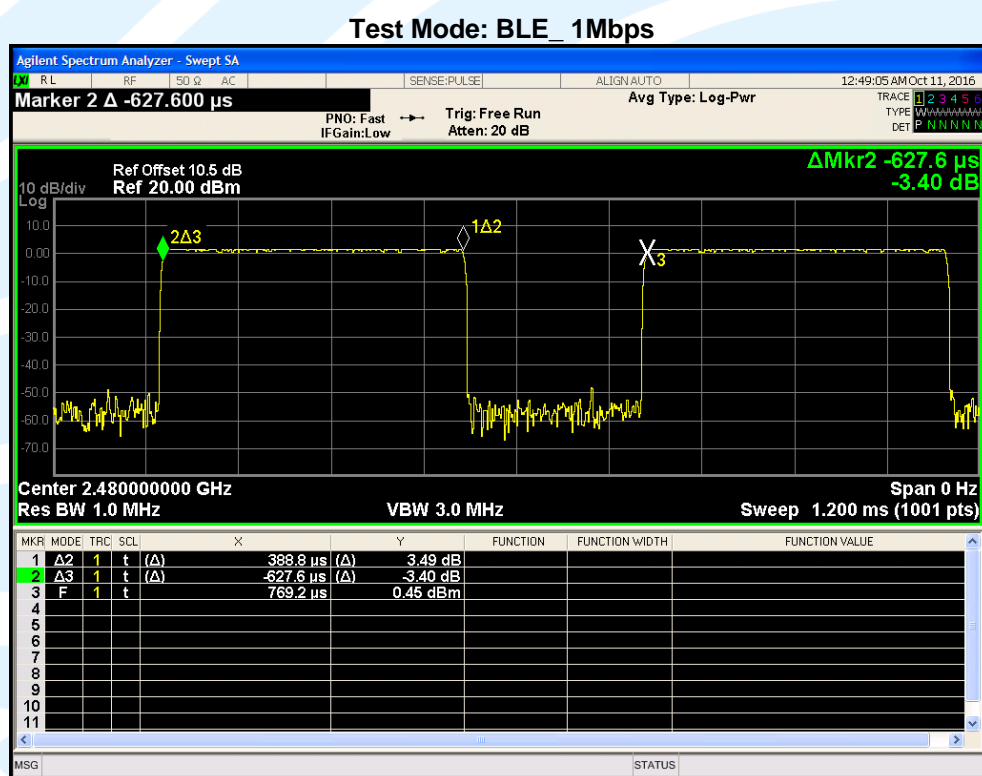 Test Mode: BLE_ 1Mbps
Agilent Spectrum Analyzer - Swept SA
LXI RL RF 50 Ω AC SENSE:PULSE ALIGN AUTO 12:49:05 AM Oct 11, 2016
Marker 2 Δ -627.600 µs Avg Type: Log-Pwr TRACE 1 2 3 4 5 6
PNO: Fast Trig: Free Run TYPE WWWWWW
IFGain:Low Atten: 20 dB DET P N N N N N
ΔMkr2 -627.6 µs
Ref Offset 10.5 dB
10 dB/div Ref 20.00 dBm -3.40 dB
Log
10.0
0.00
-10.0
-20.0
-30.0
-40.0
-50.0
-60.0
-70.0
2Δ3 1Δ2 3
Center 2.480000000 GHz Span 0 Hz
Res BW 1.0 MHz VBW 3.0 MHz Sweep 1.200 ms (1001 pts)
MKR MODE TRC SCL X Y FUNCTION FUNCTION WIDTH FUNCTION VALUE
1 Δ2 1 t (Δ) 388.8 µs (Δ) 3.49 dB
2 Δ3 1 t (Δ) -627.6 µs (Δ) -3.40 dB
3 F 1 t 769.2 µs 0.45 dBm
4
5
6
7
8
9
10
11
MSG STATUS